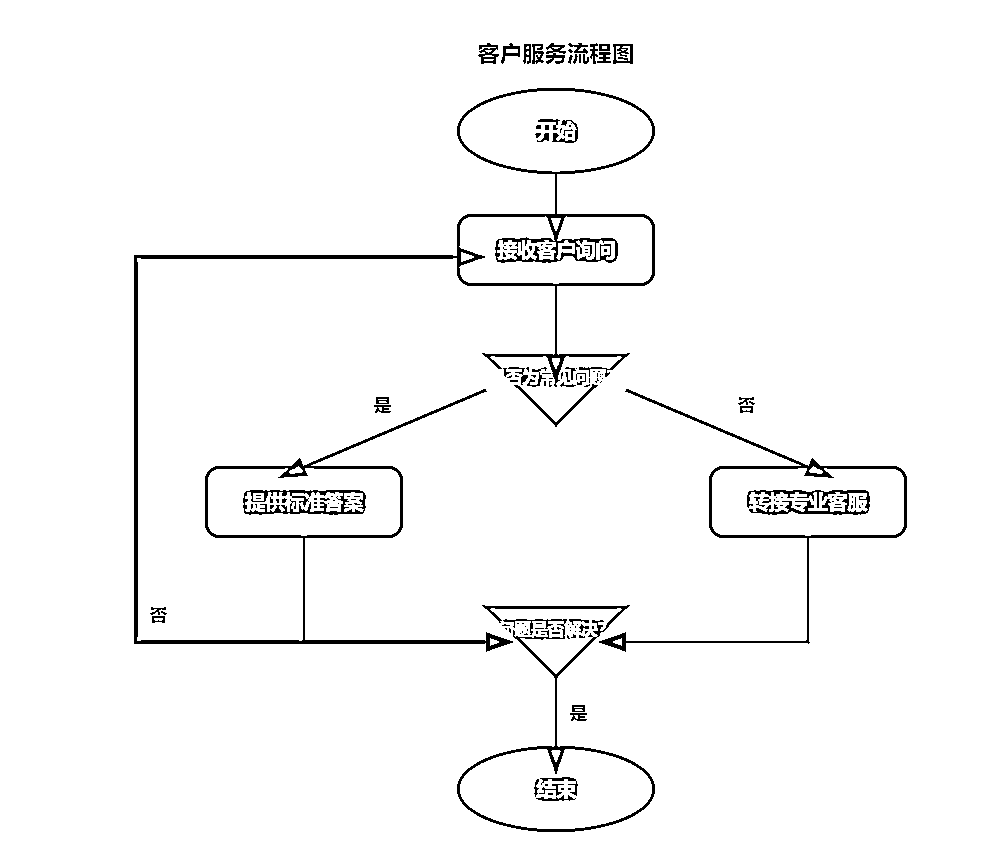 客户服务流程图
开始
接收客户询问
否为常见问题
是
否
提供标准答案
转接专业客服
否
问题是否解决
是
结束